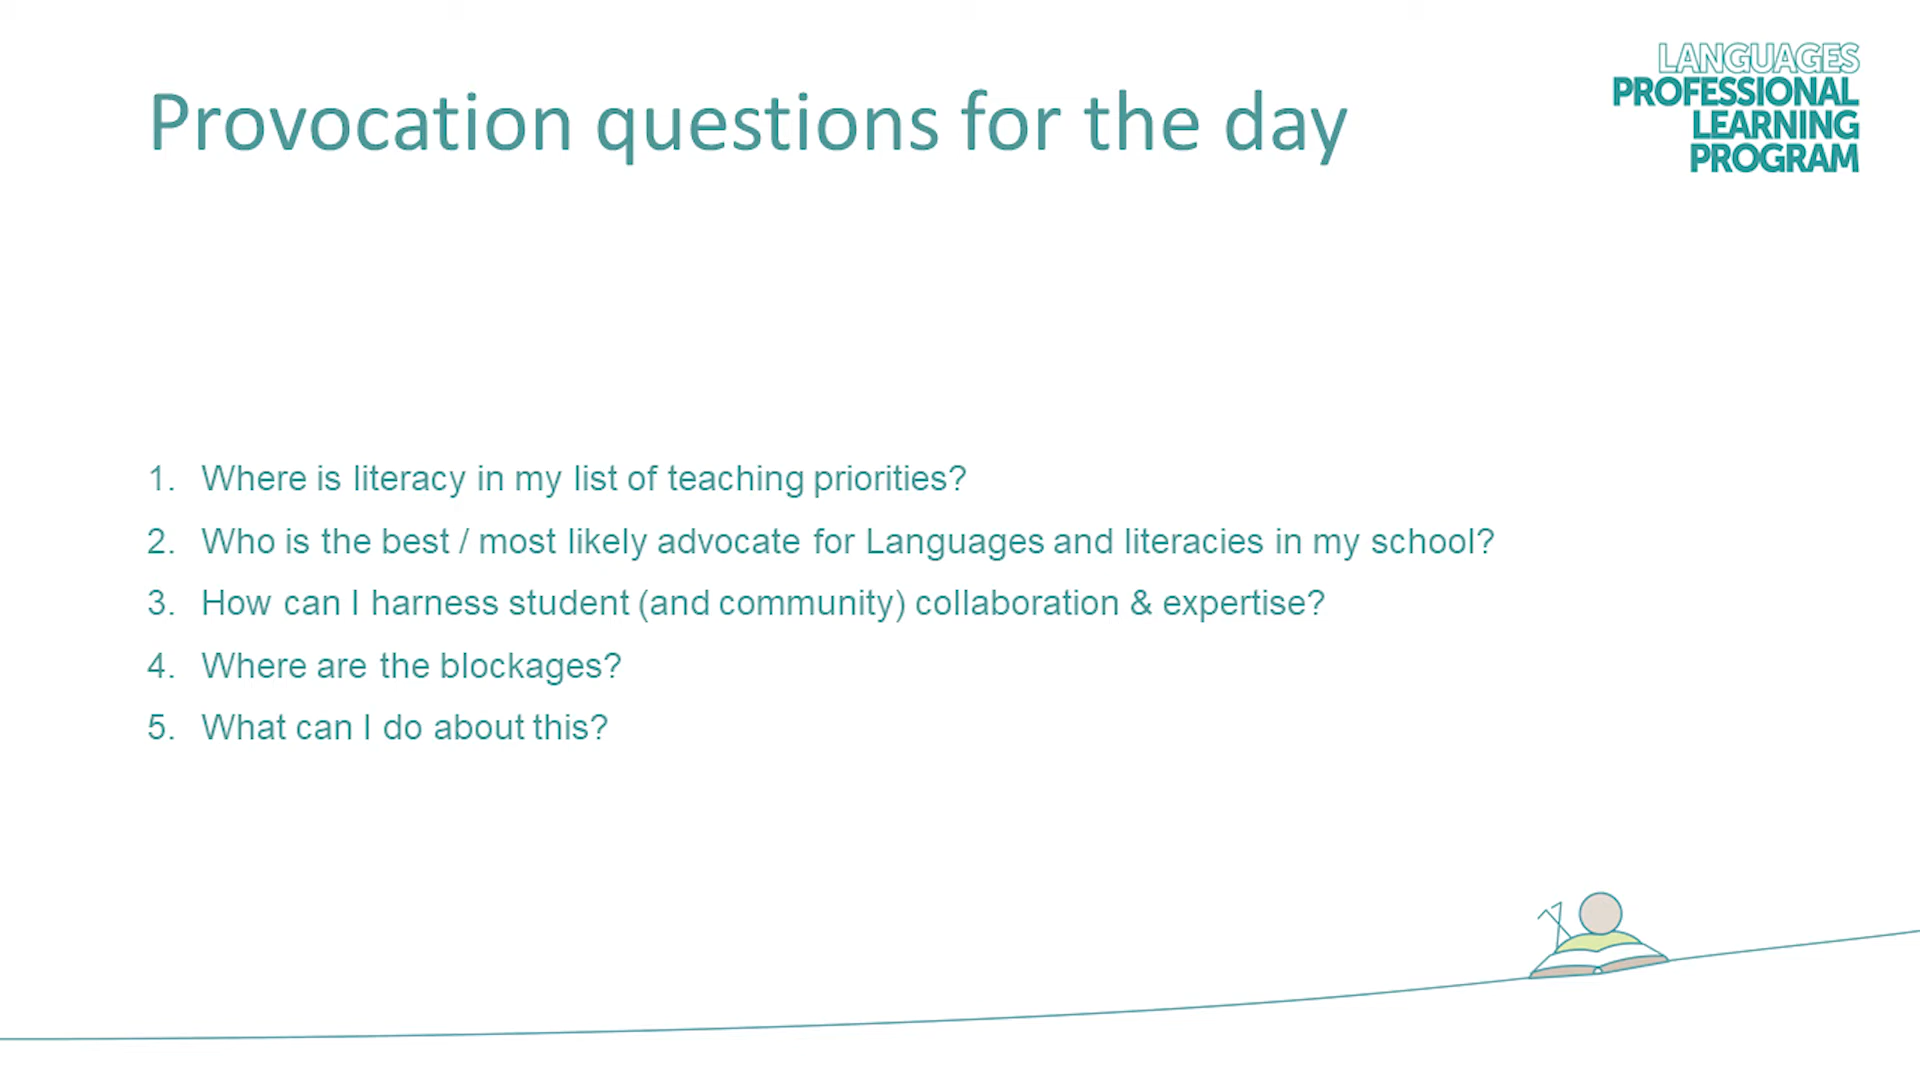 Provocation questions for the day
LANGUAGES
PROFESSIONAL
LEARNING
PROGRAM
1. Where is literacy in my list of teaching priorities?
2. Who is the best / most likely advocate for Languages and literacies in my school?
3. How can I harness student (and community) collaboration & expertise?
4. Where are the blockages?
5. What can I do about this?